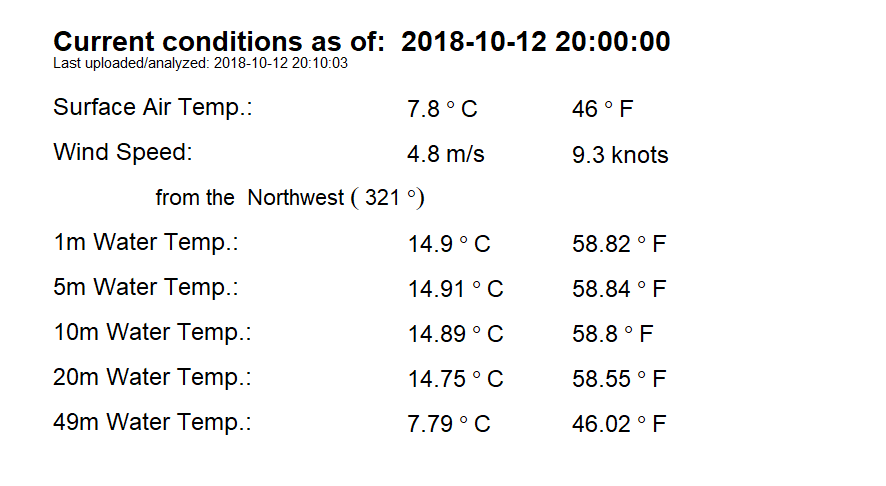 Current conditions as of: 2018-10-12 20:00:00
Last uploaded/analyzed: 2018-10-12 20:10:03
Surface Air Temp.: 7.8 ° C 46 ° F
Wind Speed: 4.8 m/s 9.3 knots
from the Northwest ( 321 °)
1m Water Temp.: 14.9 ° C 58.82 ° F
5m Water Temp.: 14.91 ° C 58.84 ° F
10m Water Temp.: 14.89 ° C 58.8 ° F
20m Water Temp.: 14.75 ° C 58.55 ° F
49m Water Temp.: 7.79 ° C 46.02 ° F